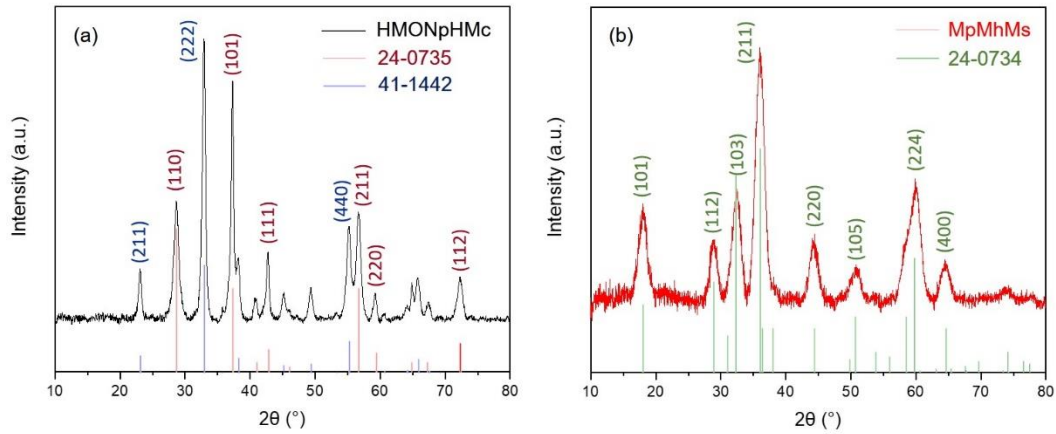 (a)
HMONpHMc
24-0735
41-1442
(211)
(110)
(222)
(101)
(111)
(440)
(211)
(220)
(112)
Intensity (a.u.)
10 20 30 40 50 60 70 80
2θ (°)
(b)
MpMhMs
24-0734
(101)
(112)
(103)
(211)
(220)
(105)
(224)
(400)
Intensity (a.u.)
10 20 30 40 50 60 70 80
2θ (°)